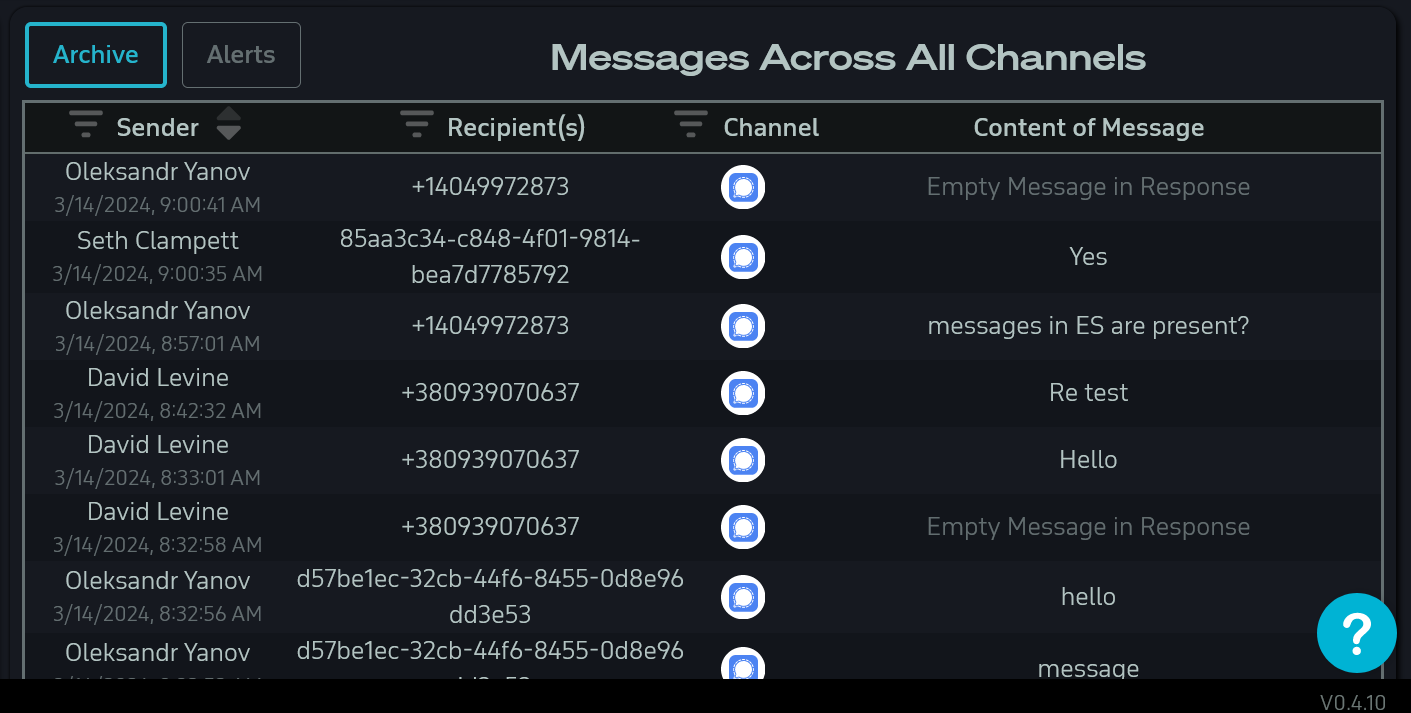 Archive
Alerts
Messages Across All Channels
Sender
Recipient(s)
Channel
Content of Message
Oleksandr Yanov
3/14/2024, 9:00:41 AM
+14049972873
Empty Message in Response
Seth Clampett
3/14/2024, 9:00:35 AM
85aa3c34-c848-4f01-9814-
bea7d7785792
Yes
Oleksandr Yanov
3/14/2024, 8:57:01 AM
+14049972873
messages in ES are present?
David Levine
3/14/2024, 8:42:32 AM
+380939070637
Re test
David Levine
3/14/2024, 8:33:01 AM
+380939070637
Hello
David Levine
3/14/2024, 8:32:58 AM
+380939070637
Empty Message in Response
Oleksandr Yanov
3/14/2024, 8:32:56 AM
d57be1ec-32cb-44f6-8455-0d8e96
dd3e53
hello
Oleksandr Yanov
d57be1ec-32cb-44f6-8455-0d8e96
message
?
V0.4.10